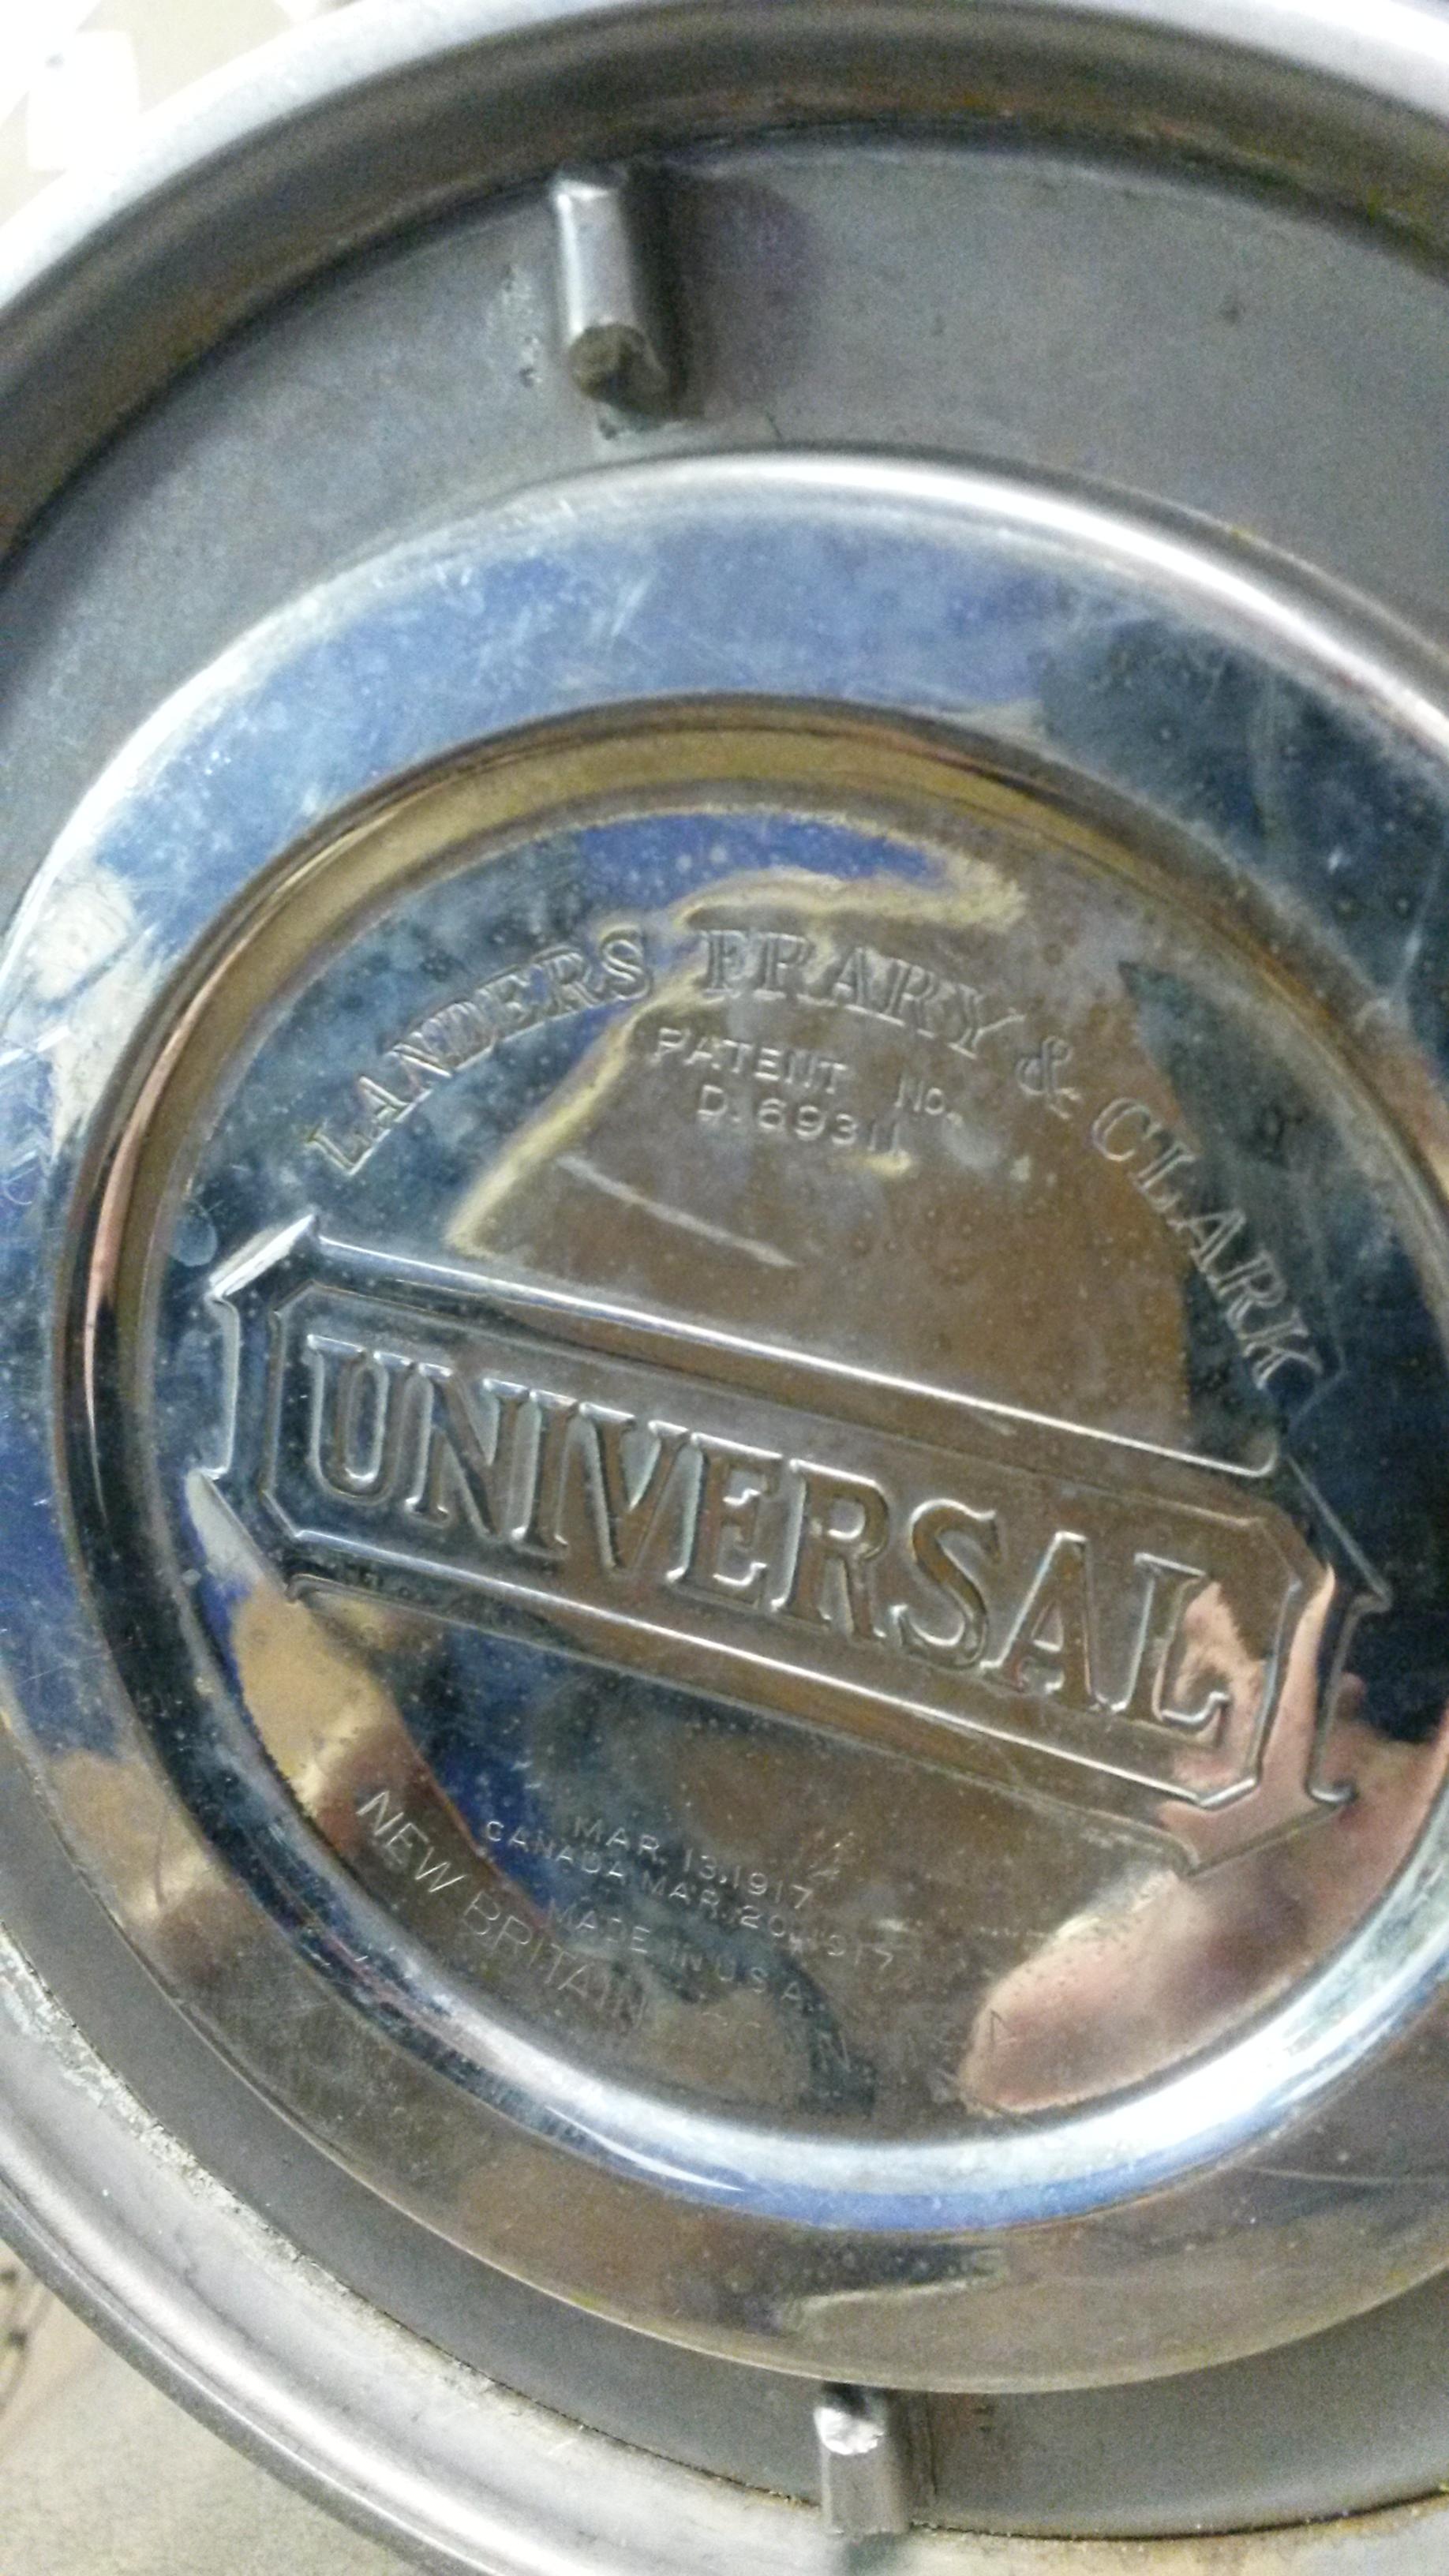 LANDERS FRARY & CLARK
PATENT NO.
D. 69311
UNIVERSAL
MAR. 13, 1917
CANADA MAR. 20, 1917
MADE IN U.S.A.
NEW BRITAIN